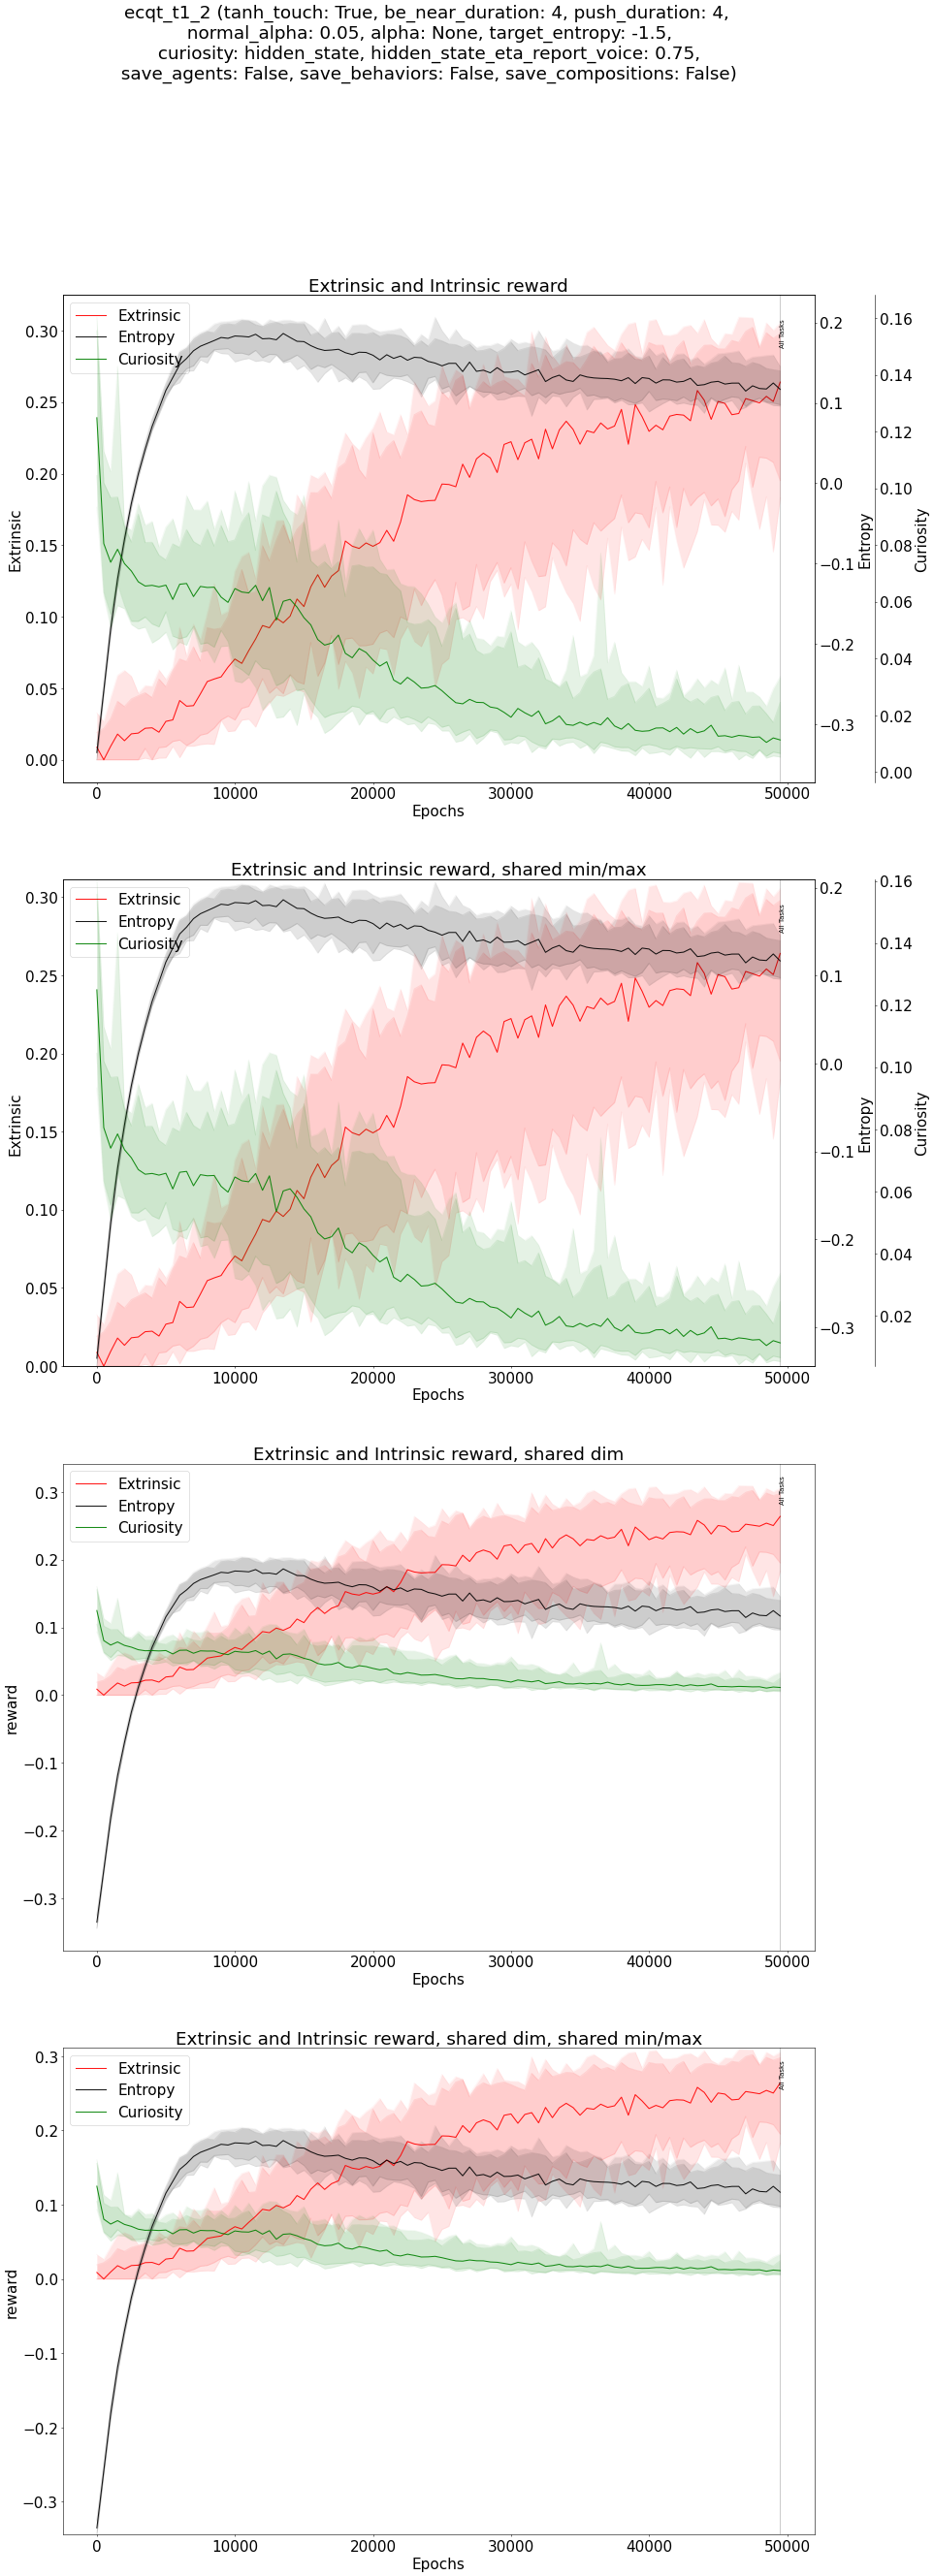 ecqt_t1_2 (tanh_touch: True, be_near_duration: 4, push_duration: 4,
normal_alpha: 0.05, alpha: None, target_entropy: -1.5,
curiosity: hidden_state, hidden_state_eta_report_voice: 0.75,
save_agents: False, save_behaviors: False, save_compositions: False)
Extrinsic and Intrinsic reward
Extrinsic
Entropy
Curiosity
All Tasks
0.30
0.25
0.20
0.15
0.10
0.05
0.00
Extrinsic
0.2
0.1
0.0
−0.1
−0.2
−0.3
Entropy
0.16
0.14
0.12
0.10
0.08
0.06
0.04
0.02
0.00
Curiosity
0 10000 20000 30000 40000 50000
Epochs
Extrinsic and Intrinsic reward, shared min/max
Extrinsic
Entropy
Curiosity
All Tasks
0.30
0.25
0.20
0.15
0.10
0.05
0.00
Extrinsic
0.2
0.1
0.0
−0.1
−0.2
−0.3
Entropy
0.16
0.14
0.12
0.10
0.08
0.06
0.04
0.02
Curiosity
0 10000 20000 30000 40000 50000
Epochs
Extrinsic and Intrinsic reward, shared dim
Extrinsic
Entropy
Curiosity
All Tasks
0.3
0.2
0.1
0.0
−0.1
−0.2
−0.3
reward
0 10000 20000 30000 40000 50000
Epochs
Extrinsic and Intrinsic reward, shared dim, shared min/max
Extrinsic
Entropy
Curiosity
All Tasks
0.3
0.2
0.1
0.0
−0.1
−0.2
−0.3
reward
0 10000 20000 30000 40000 50000
Epochs